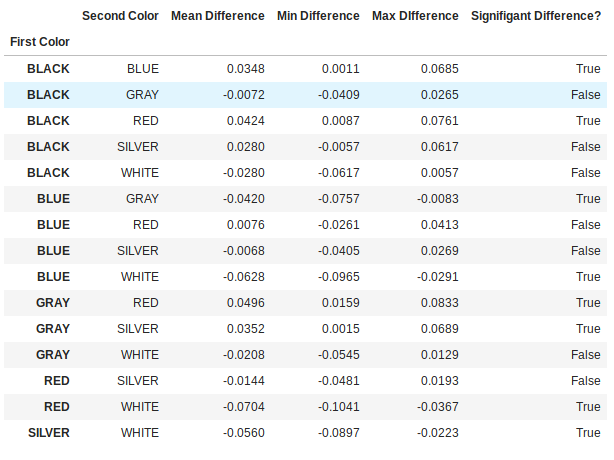 Second Color Mean Difference Min Difference Max DIfference Signifigant Difference?
First Color
BLACK BLUE 0.0348 0.0011 0.0685 True
BLACK GRAY -0.0072 -0.0409 0.0265 False
BLACK RED 0.0424 0.0087 0.0761 True
BLACK SILVER 0.0280 -0.0057 0.0617 False
BLACK WHITE -0.0280 -0.0617 0.0057 False
BLUE GRAY -0.0420 -0.0757 -0.0083 True
BLUE RED 0.0076 -0.0261 0.0413 False
BLUE SILVER -0.0068 -0.0405 0.0269 False
BLUE WHITE -0.0628 -0.0965 -0.0291 True
GRAY RED 0.0496 0.0159 0.0833 True
GRAY SILVER 0.0352 0.0015 0.0689 True
GRAY WHITE -0.0208 -0.0545 0.0129 False
RED SILVER -0.0144 -0.0481 0.0193 False
RED WHITE -0.0704 -0.1041 -0.0367 True
SILVER WHITE -0.0560 -0.0897 -0.0223 True